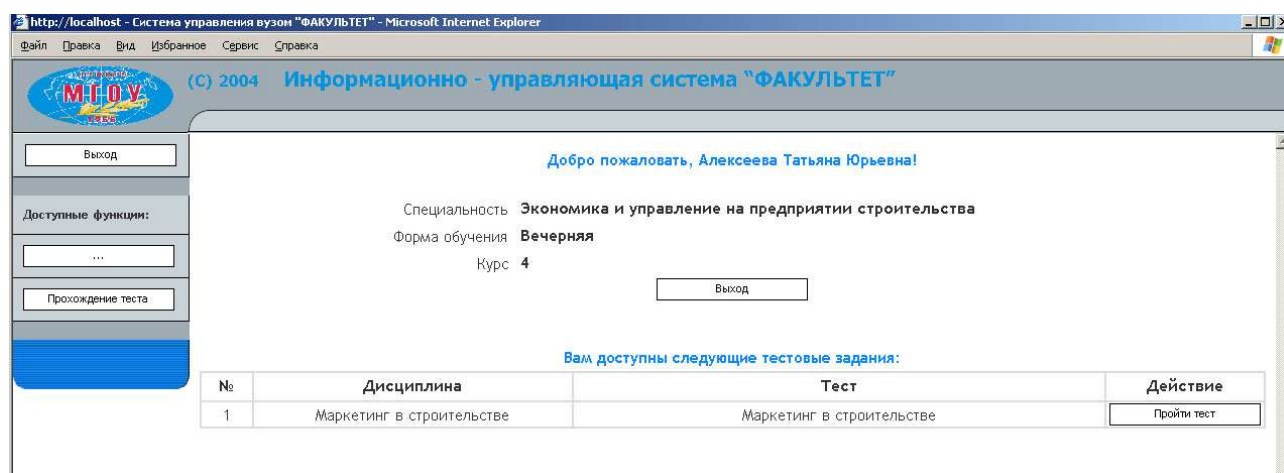 http://localhost - Система управления вузом "ФАКУЛЬТЕТ" - Microsoft Internet Explorer
Файл Правка Вид Избранное Сервис Справка
МГОУ
(С) 2004 Информационно - управляющая система "ФАКУЛЬТЕТ"
Выход
Доступные функции:
...
Прохождение теста
Добро пожаловать, Алексеева Татьяна Юрьевна!
Специальность Экономика и управление на предприятии строительства
Форма обучения Вечерняя
Курс 4
Выход
Вам доступны следующие тестовые задания:
№ Дисциплина Тест Действие
1 Маркетинг в строительстве Маркетинг в строительстве Пройти тест